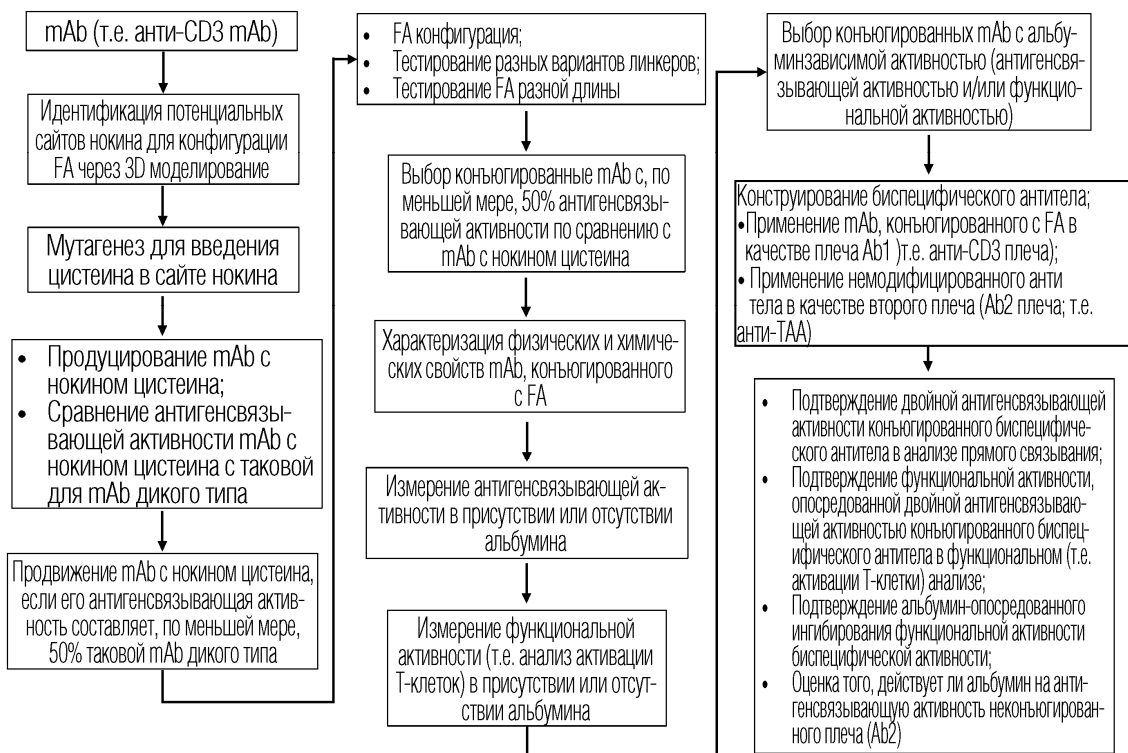 mAb (т.е. анти-CD3 mAb)
Идентификация потенциальных
сайтов нокина для конфигурации
FA через 3D моделирование
Мутагенез для введения
цистеина в сайте нокина
• Продуцирование mAb с
нокином цистеина;
• Сравнение антигенсвязы-
вающей активности mAb с
нокином цистеина с таковой
для mAb дикого типа
Продвижение mAb с нокином цистеина,
если его антигенсвязывающая актив-
ность составляет, по меньшей мере,
50% таковой mAb дикого типа
• FA конфигурация;
• Тестирование разных вариантов линкеров;
• Тестирование FA разной длины
Выбор конъюгированные mAb с, по
меньшей мере, 50% антигенсвязы-
вающей активности по сравнению с
mAb с нокином цистеина
Характеризация физических и химиче-
ских свойств mAb, конъюгированного
с FA
Измерение антигенсвязывающей ак-
тивности в присутствии или отсутствии
альбумина
Измерение функциональной
активности (т.е. анализ активации
Т-клеток) в присутствии или отсут-
ствии альбумина
Выбор конъюгированных mAb с альбу-
минзависимой активностью (антигенсвя-
зывающей активностью и/или функцио-
нальной активностью)
Конструирование биспецифического антитела;
•Применение mAb, конъюгированного с FA в
качестве плеча Ab1 )т.е. анти-CD3 плеча);
• Применение немодифицированного анти
тела в качестве второго плеча (Ab2 плеча; т.е.
анти-TAA)
• Подтверждение двойной антигенсвязывающей
активности конъюгированного биспецифиче-
ского антитела в анализе прямого связывания;
• Подтверждение функциональной активности,
опосредованной двойной антигенсвязываю-
щей активностью конъюгированного биспец-
ифического антитела в функциональном (т.е.
активации Т-клетки) анализе;
• Подтверждение альбумин-опосредованного
ингибирования функциональной активности
биспецифической активности;
• Оценка того, действует ли альбумин на анти-
генсвязывающую активность неконъюгированн-
ного плеча (Ab2)